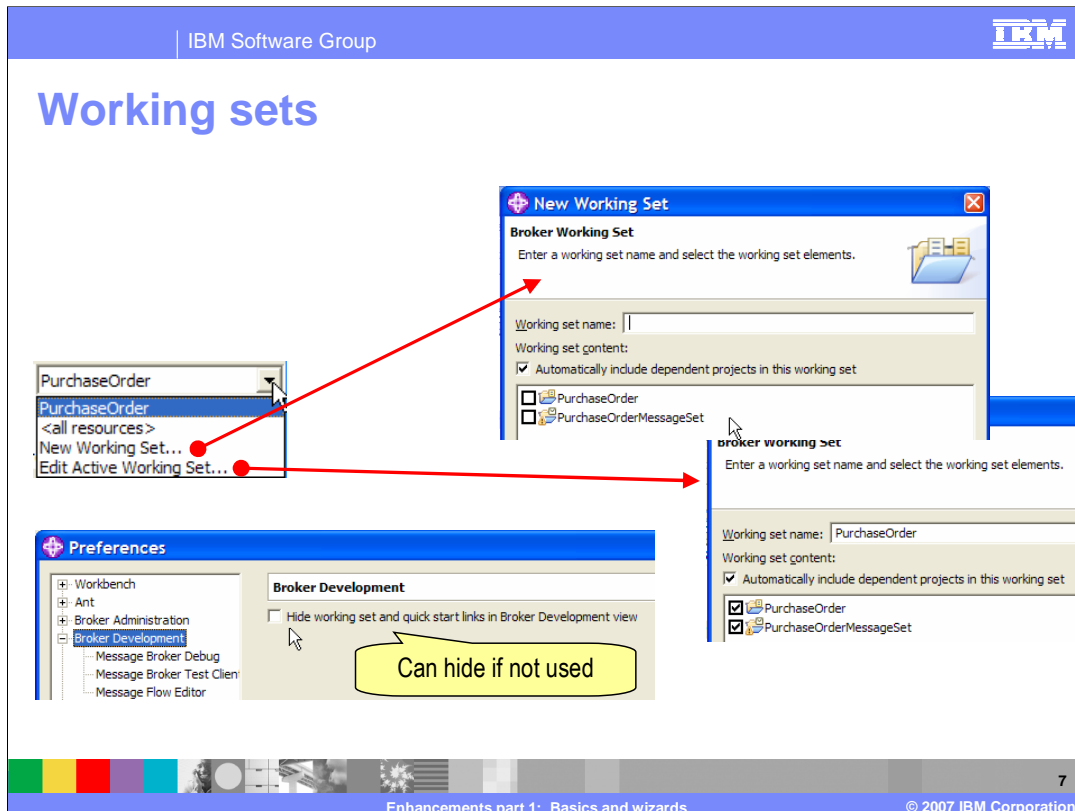 IBM Software Group
IBM
Working sets
New Working Set
Broker Working Set
Enter a working set name and select the working set elements.
Working set name:
Working set content:
Automatically include dependent projects in this working set
PurchaseOrder
PurchaseOrderMessageSet
PurchaseOrder
PurchaseOrder
<all resources>
New Working Set...
Edit Active Working Set...
Broker Working Set
Enter a working set name and select the working set elements.
Working set name: PurchaseOrder
Working set content:
Automatically include dependent projects in this working set
PurchaseOrder
PurchaseOrderMessageSet
Preferences
Workbench
Ant
Broker Administration
Broker Development
Message Broker Debug
Message Broker Test Clien
Message Flow Editor
Broker Development
Hide working set and quick start links in Broker Development view
Can hide if not used
7
Enhancements part 1: Basics and wizards
© 2007 IBM Corporation